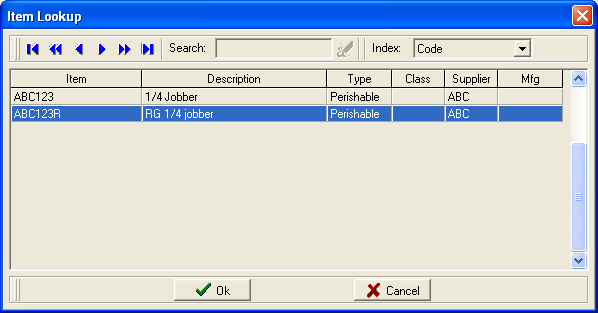 Item Lookup
Search: Index: Code
Item Description Type Class Supplier Mfg
ABC123 1/4 Jobber Perishable ABC
ABC123R RG 1/4 jobber Perishable ABC
Ok Cancel